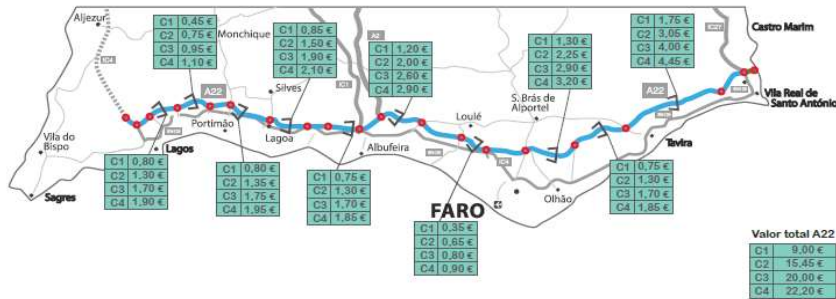 Aljezur
C1 0,45 €
C2 0,75 €
C3 0,95 €
C4 1,10 €
Monchique
C1 0,85 €
C2 1,50 €
C3 1,90 €
C4 2,10 €
A2
C1 1,20 €
C2 2,00 €
C3 2,60 €
C4 2,90 €
C1 1,30 €
C2 2,25 €
C3 2,90 €
C4 3,20 €
C1 1,75 €
C2 3,05 €
C3 4,00 €
C4 4,45 €
IC27
Castro Marim
IC4
A22
Silves
IC1
Loulé
S. Brás
de Alportel
A22
Vila Real de
Santo António
Vila do
Bispo
Lagos
Portimão
Lagoa
Albufeira
IC4
Tavira
Sagres
C1 0,80 €
C2 1,30 €
C3 1,70 €
C4 1,90 €
C1 0,80 €
C2 1,35 €
C3 1,75 €
C4 1,95 €
C1 0,75 €
C2 1,30 €
C3 1,70 €
C4 1,85 €
FARO
Olhão
C1 0,35 €
C2 0,65 €
C3 0,80 €
C4 0,90 €
C1 0,75 €
C2 1,30 €
C3 1,70 €
C4 1,85 €
Valor total A22
C1 9,00 €
C2 15,45 €
C3 20,00 €
C4 22,20 €